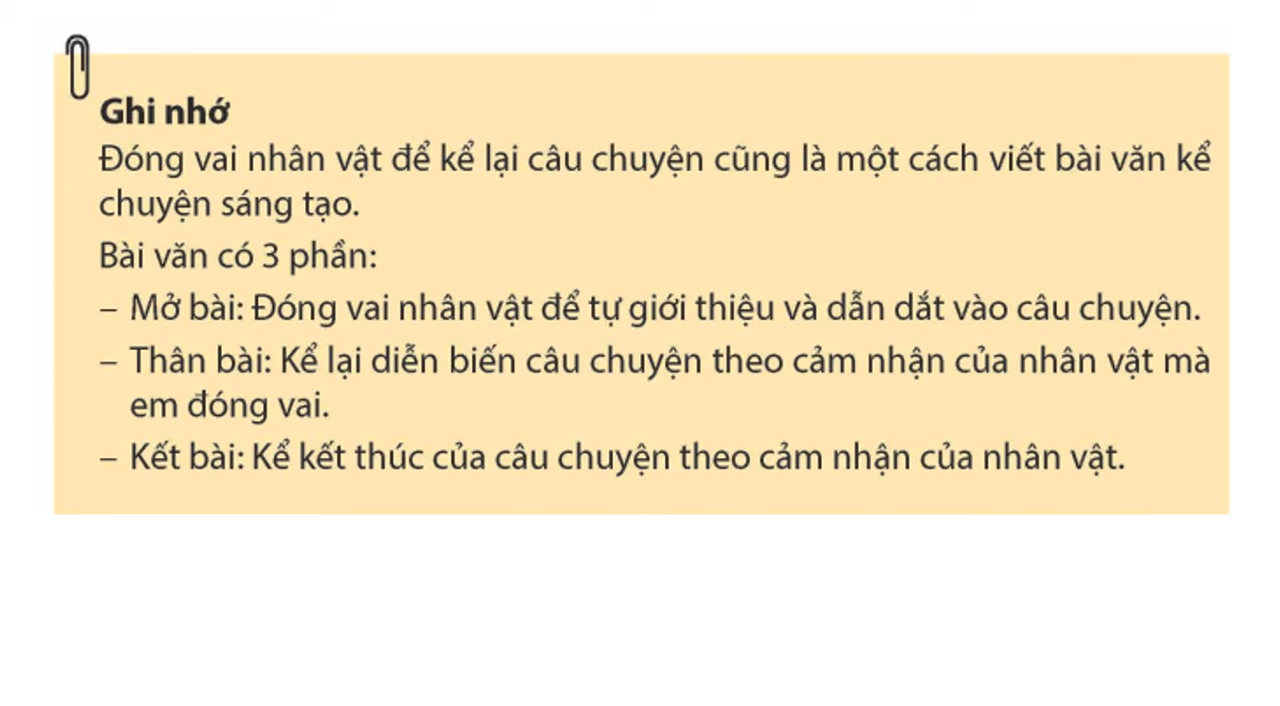 Ghi nhớ
Đóng vai nhân vật để kể lại câu chuyện cũng là một cách viết bài văn kể
chuyện sáng tạo.
Bài văn có 3 phần:
– Mở bài: Đóng vai nhân vật để tự giới thiệu và dẫn dắt vào câu chuyện.
– Thân bài: Kể lại diễn biến câu chuyện theo cảm nhận của nhân vật mà
em đóng vai.
– Kết bài: Kể kết thúc của câu chuyện theo cảm nhận của nhân vật.